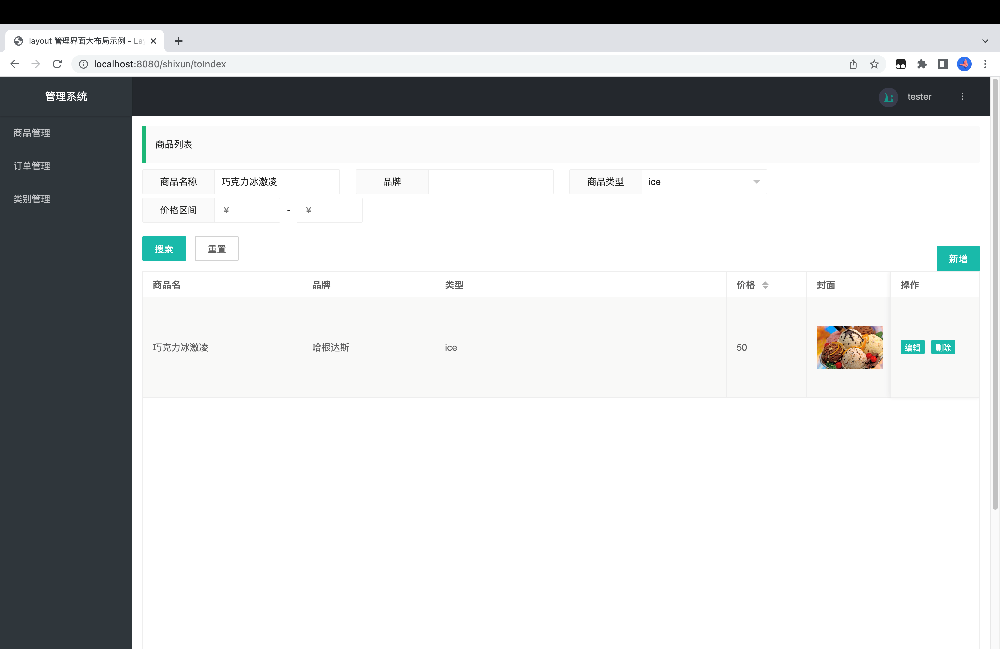 layout 管理界面大布局示例 - La
localhost:8080/shixun/toIndex
管理系统
tester
商品管理
订单管理
类别管理
商品列表
商品名称 巧克力冰激凌 品牌 商品类型 ice
价格区间 ¥ - ¥
搜索 重置
新增
商品名 品牌 类型 价格 封面 操作
巧克力冰激凌 哈根达斯 ice 50 编辑 删除